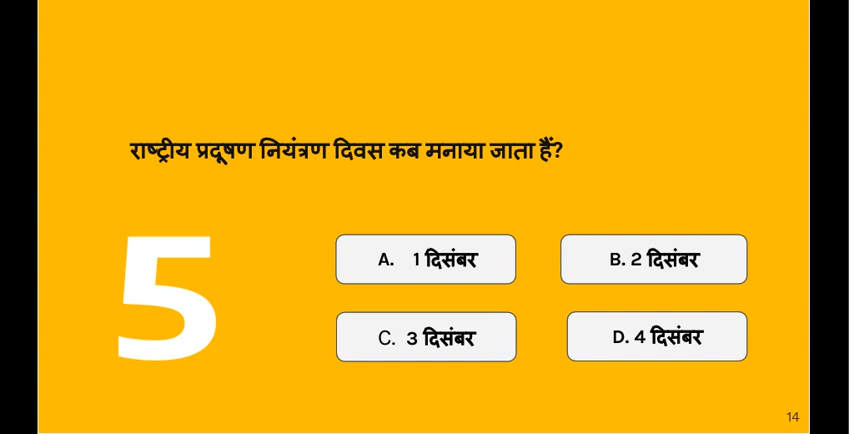 राष्ट्रीय प्रदूषण नियंत्रण दिवस कब मनाया जाता हैं?
5
A. 1 दिसंबर
B. 2 दिसंबर
C. 3 दिसंबर
D. 4 दिसंबर
14